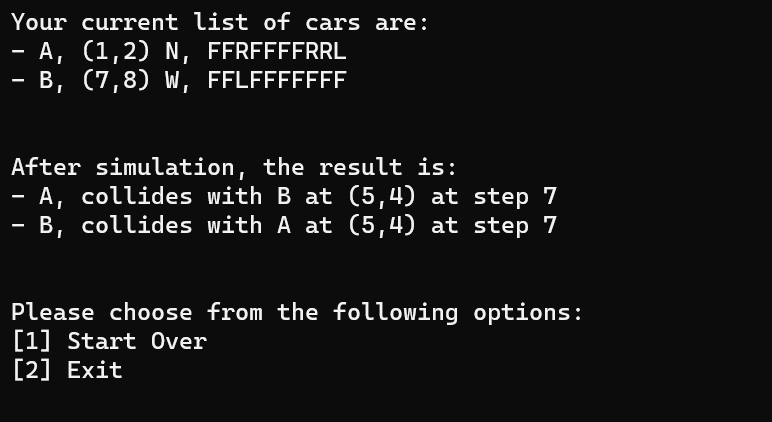 Your current list of cars are:
- A, (1,2) N, FFRFFFFRRL
- B, (7,8) W, FFLFFFFFFF
After simulation, the result is:
- A, collides with B at (5,4) at step 7
- B, collides with A at (5,4) at step 7
Please choose from the following options:
[1] Start Over
[2] Exit